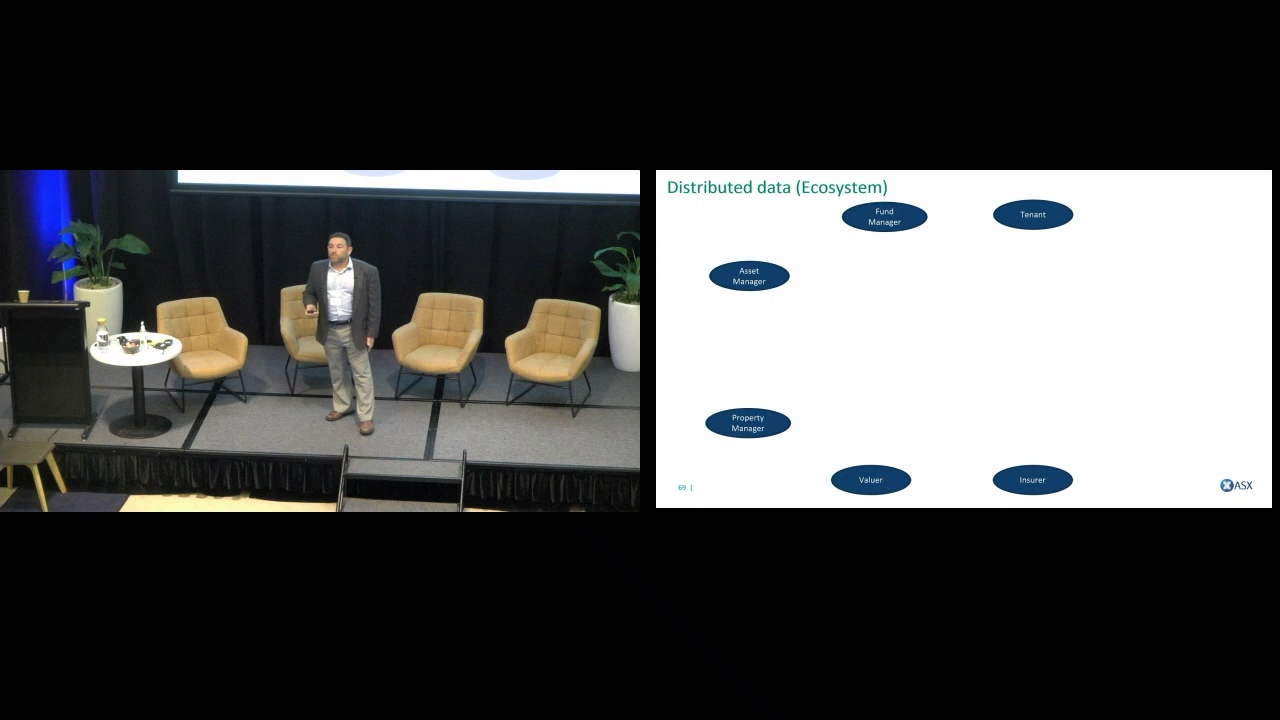 Distributed data (Ecosystem)
Fund
Manager
Tenant
Asset
Manager
Property
Manager
Valuer
Insurer
69 |
ASX